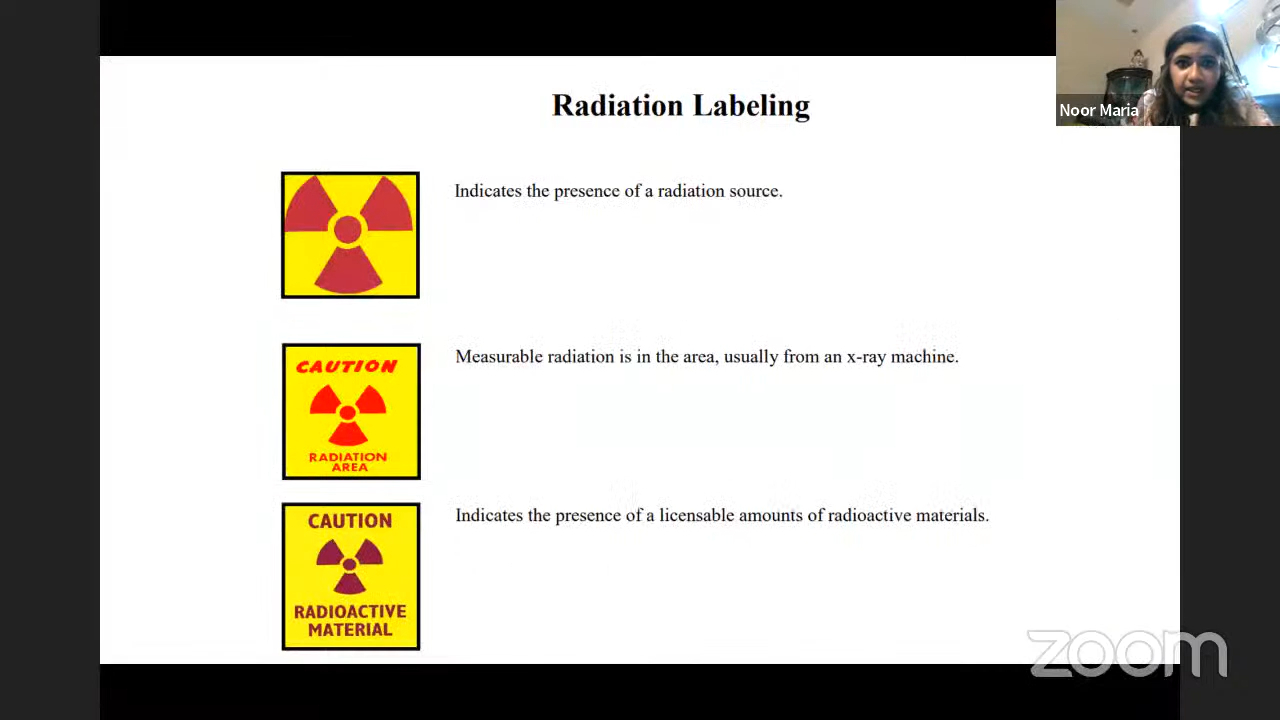 Radiation Labeling
Noor Maria
Indicates the presence of a radiation source.
CAUTION
RADIATION
AREA
Measurable radiation is in the area, usually from an x-ray machine.
CAUTION
RADIOACTIVE
MATERIAL
Indicates the presence of a licensable amounts of radioactive materials.
zoom